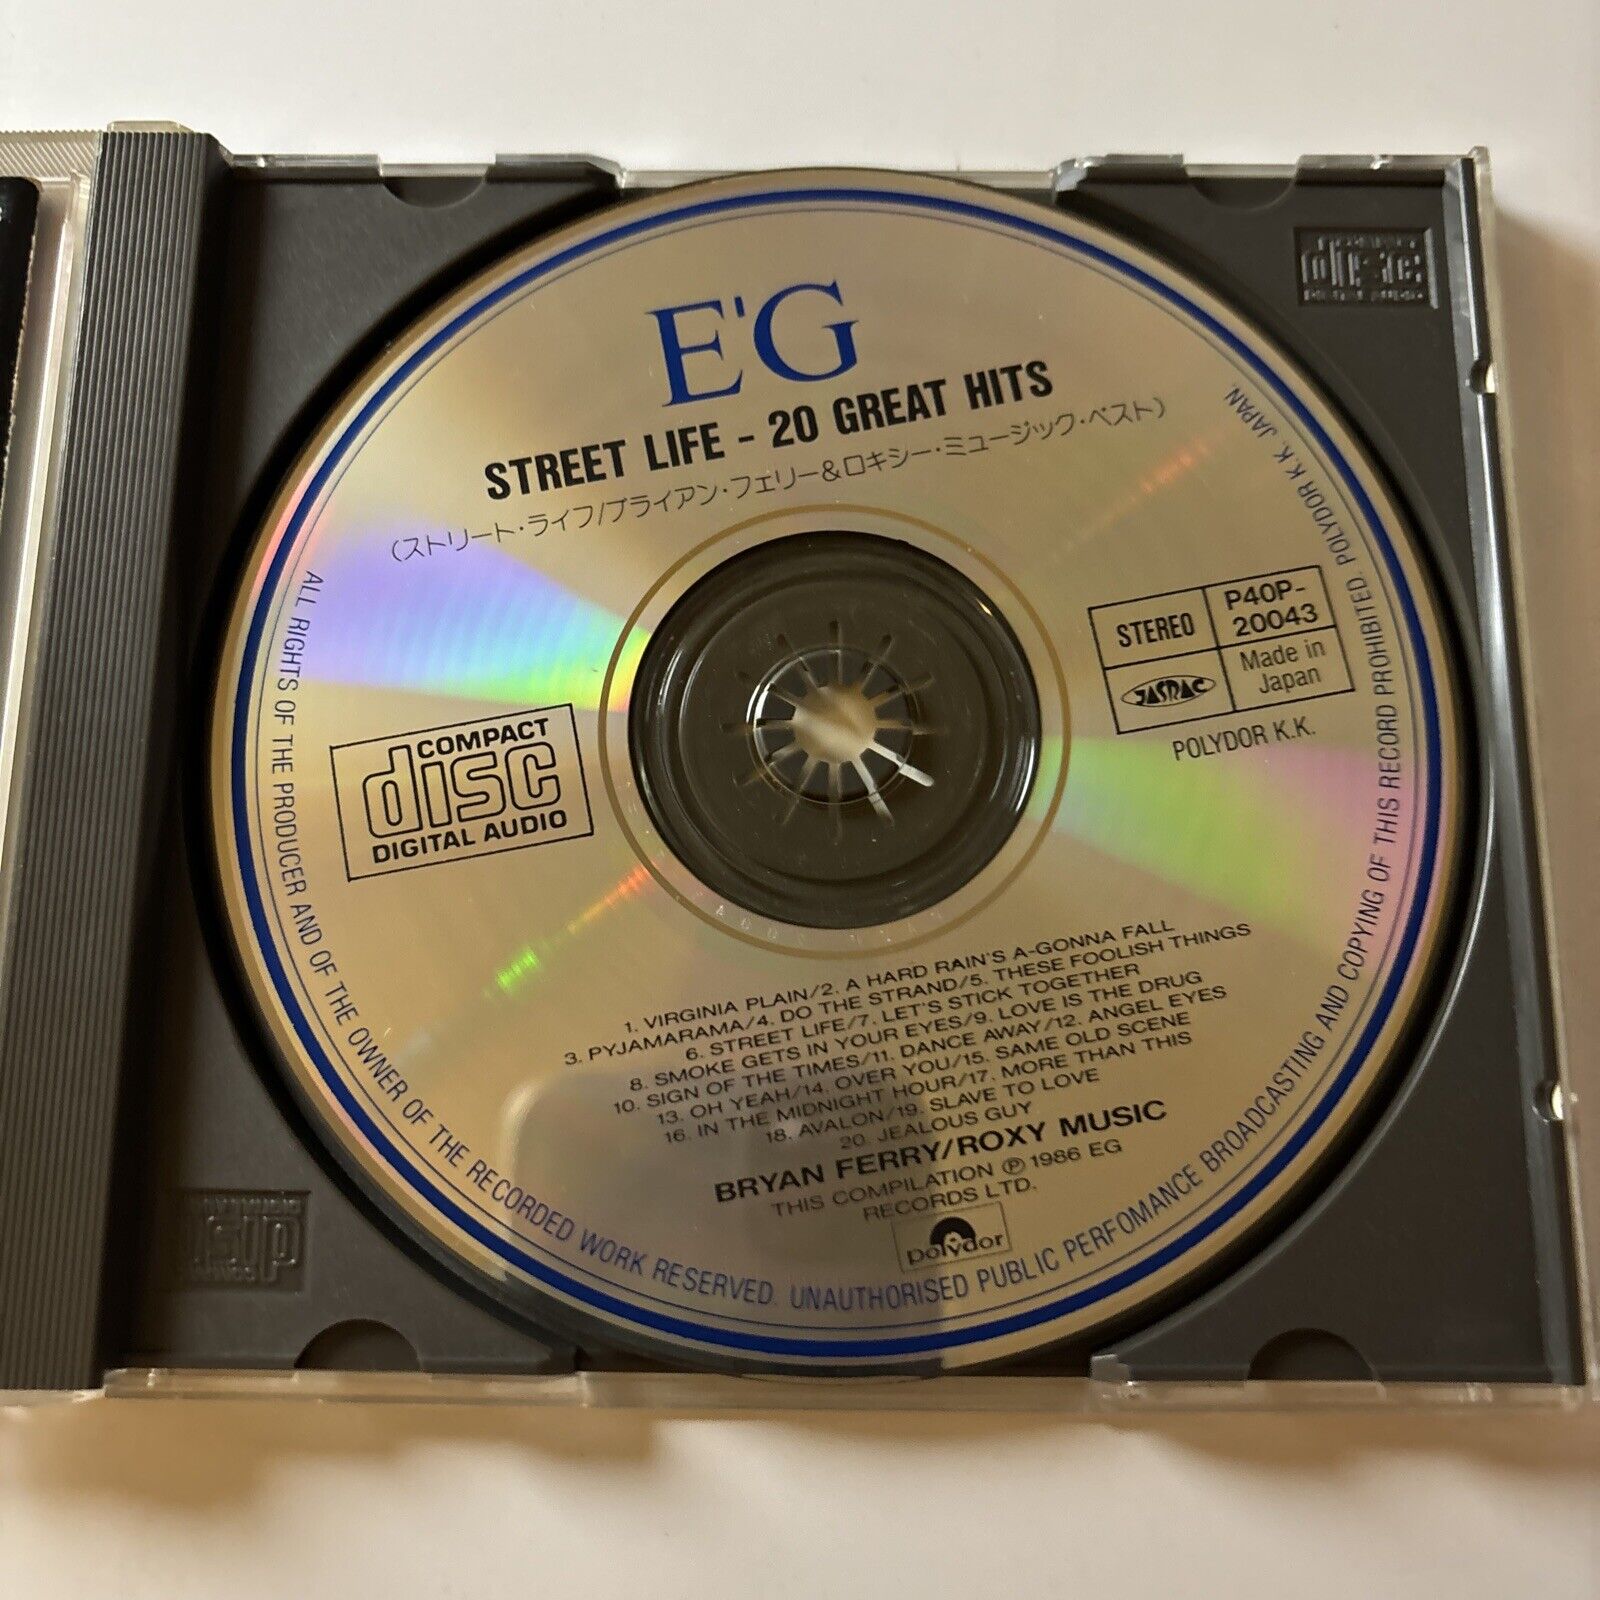 E'G
STREET LIFE - 20 GREAT HITS
(ストリート・ライフ/ブライアン・フェリー&ロキシー・ミュージック・ベスト)
STEREO
P40P-
20043
JASRAC
Made in
Japan
POLYDOR K.K.
COMPACT
disc
DIGITAL AUDIO
1. VIRGINIA PLAIN/2. A HARD RAIN'S A-GONNA FALL
3. PYJAMARAMA/4. DO THE STRAND/5. THESE FOOLISH THINGS
6. STREET LIFE/7. LET'S STICK TOGETHER
8. SMOKE GETS IN YOUR EYES/9. LOVE IS THE DRUG
10. SIGN OF THE TIMES/11. DANCE AWAY/12. ANGEL EYES
13. OH YEAH/14. OVER YOU/15. SAME OLD SCENE
16. IN THE MIDNIGHT HOUR/17. MORE THAN THIS
18. AVALON/19. SLAVE TO LOVE
20. JEALOUS GUY
BRYAN FERRY/ROXY MUSIC
THIS COMPILATION ℗ 1986 EG
RECORDS LTD.
polydor
ALL RIGHTS OF THE PRODUCER AND OF THE OWNER OF THE RECORDED WORK RESERVED. UNAUTHORISED PUBLIC PERFOMANCE BROADCASTING AND COPYING OF THIS RECORD PROHIBITED. POLYDOR K.K. JAPAN.
COMPACT
disc
DIGITAL AUDIO